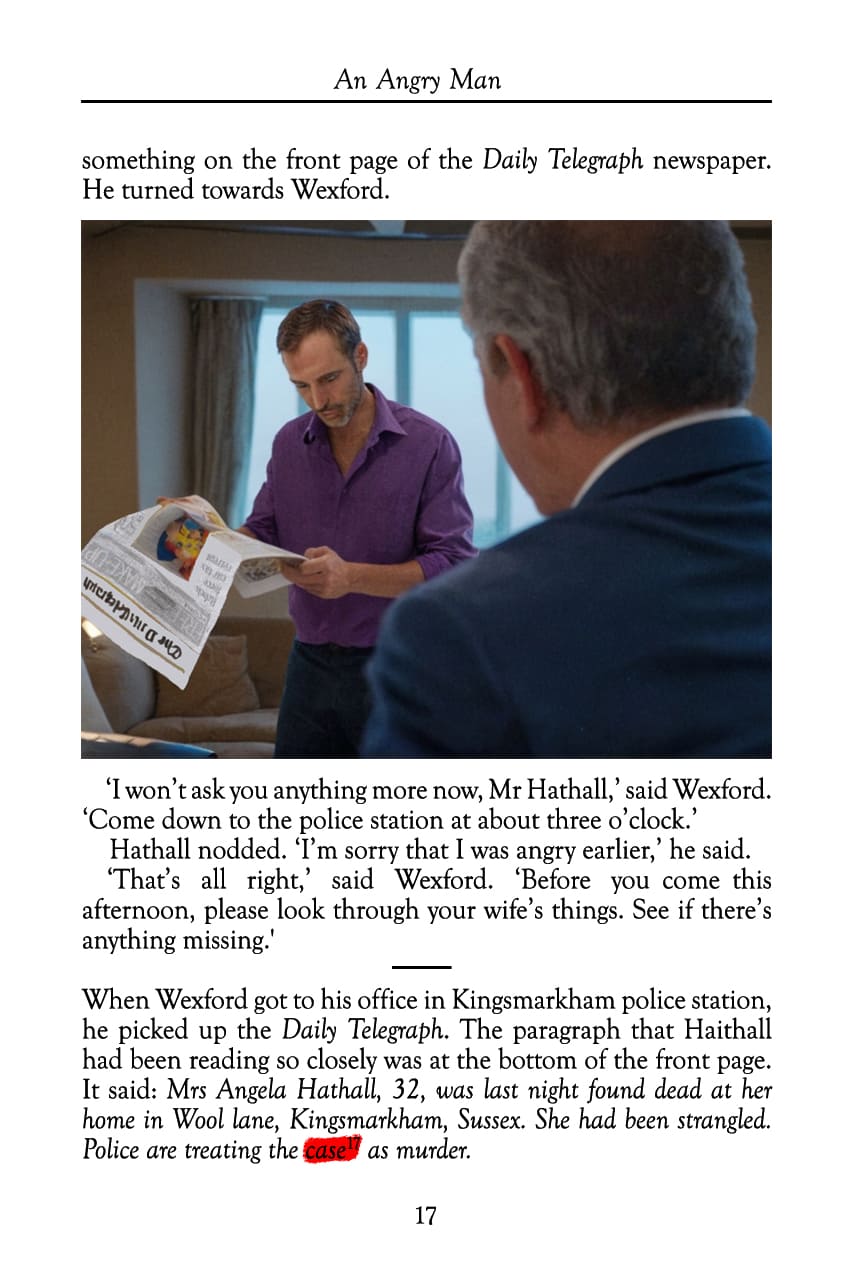 An Angry Man
something on the front page of the Daily Telegraph newspaper.
He turned towards Wexford.
MAKE-UP
The Daily Telegraph
‘I won’t ask you anything more now, Mr Hathall,’ said Wexford.
‘Come down to the police station at about three o’clock.’
Hathall nodded. ‘I’m sorry that I was angry earlier,’ he said.
‘That’s all right,’ said Wexford. ‘Before you come this
afternoon, please look through your wife’s things. See if there’s
anything missing.'
When Wexford got to his office in Kingsmarkham police station,
he picked up the Daily Telegraph. The paragraph that Haithall
had been reading so closely was at the bottom of the front page.
It said: Mrs Angela Hathall, 32, was last night found dead at her
home in Wool lane, Kingsmarkham, Sussex. She had been strangled.
Police are treating the case17 as murder.
17